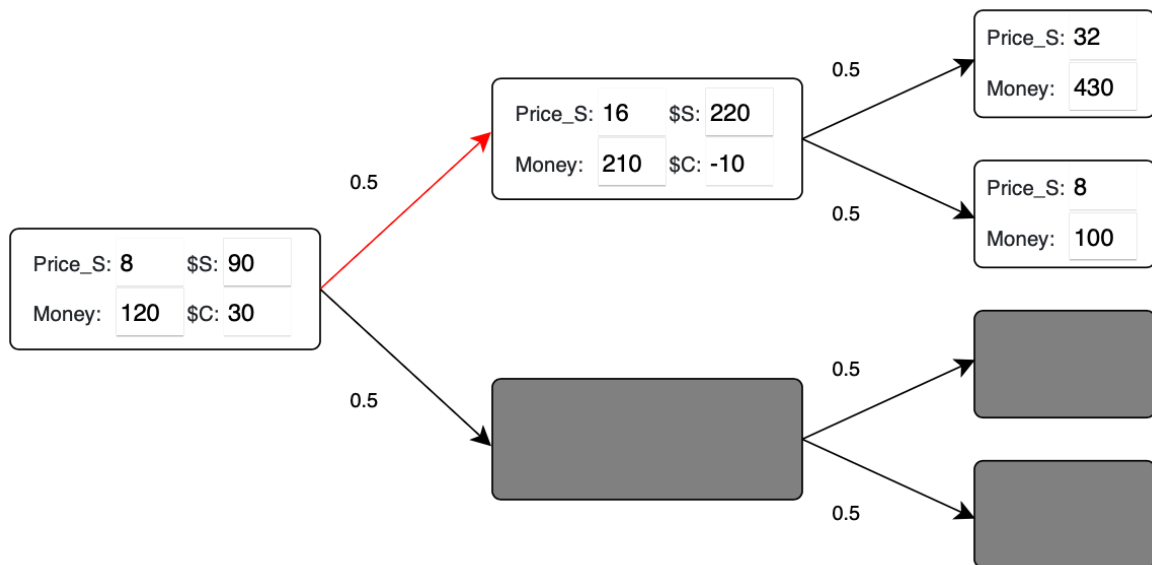 Price_S: 32
0.5
Money: 430
Price_S: 16 $S: 220
Money: 210 $C: -10
0.5
Price_S: 8
0.5
Money: 100
Price_S: 8 $S: 90
Money: 120 $C: 30
0.5
0.5
0.5